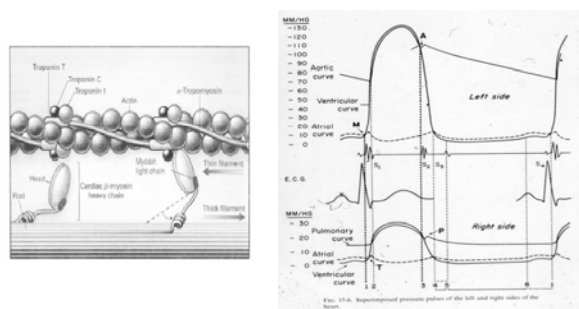 Troponin T
Troponin C
Troponin I
Actin
α-Tropomyosin
Head
Rod
Cardiac β-myosin
heavy chain
Myosin
light chain
Thin filament
Thick filament
MM/HG
130
120
110
100
90
80
70
60
50
40
30
20
10
0
Aortic
curve
Ventricular
curve
M
Atrial
curve
A
Left side
S₁
S₂
S₃
S₄
E.C.G.
MM/HG
30
20
10
0
Pulmonary
curve
Atrial
curve
Ventricular
curve
P
T
Right side
1 2 3 4 5 6 1
FIG. 15-6. Superimposed pressure pulses of the left and right sides of the
heart.